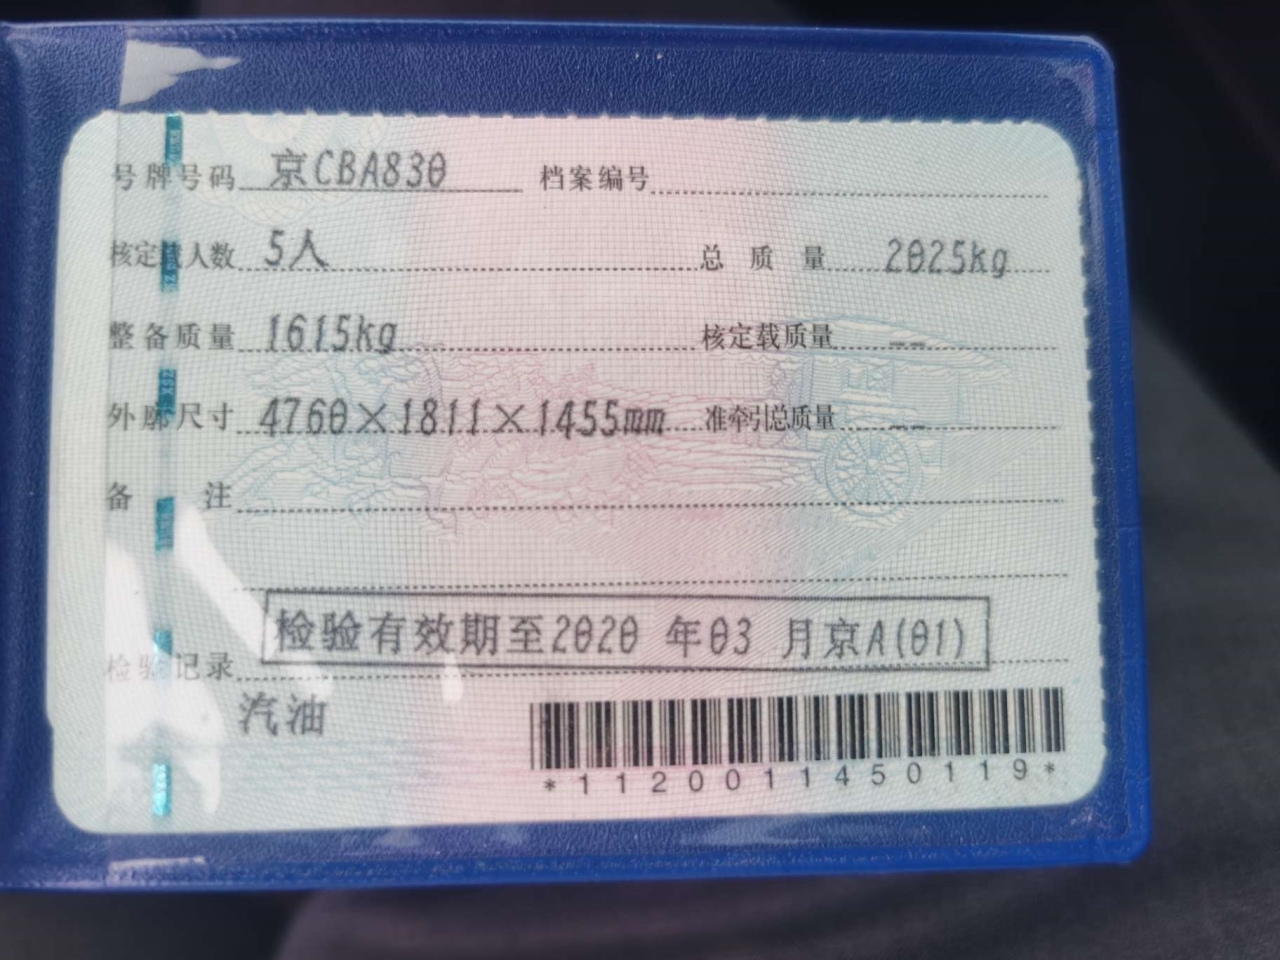 号牌号码 京CBA830 档案编号
核定载人数 5人 总质量 2025kg
整备质量 1615kg 核定载质量 --
外廓尺寸 4760×1811×1455mm 准牵引总质量 --
备注
检验有效期至2020 年03 月京A(01)
检验记录
汽油
*1120011450119*